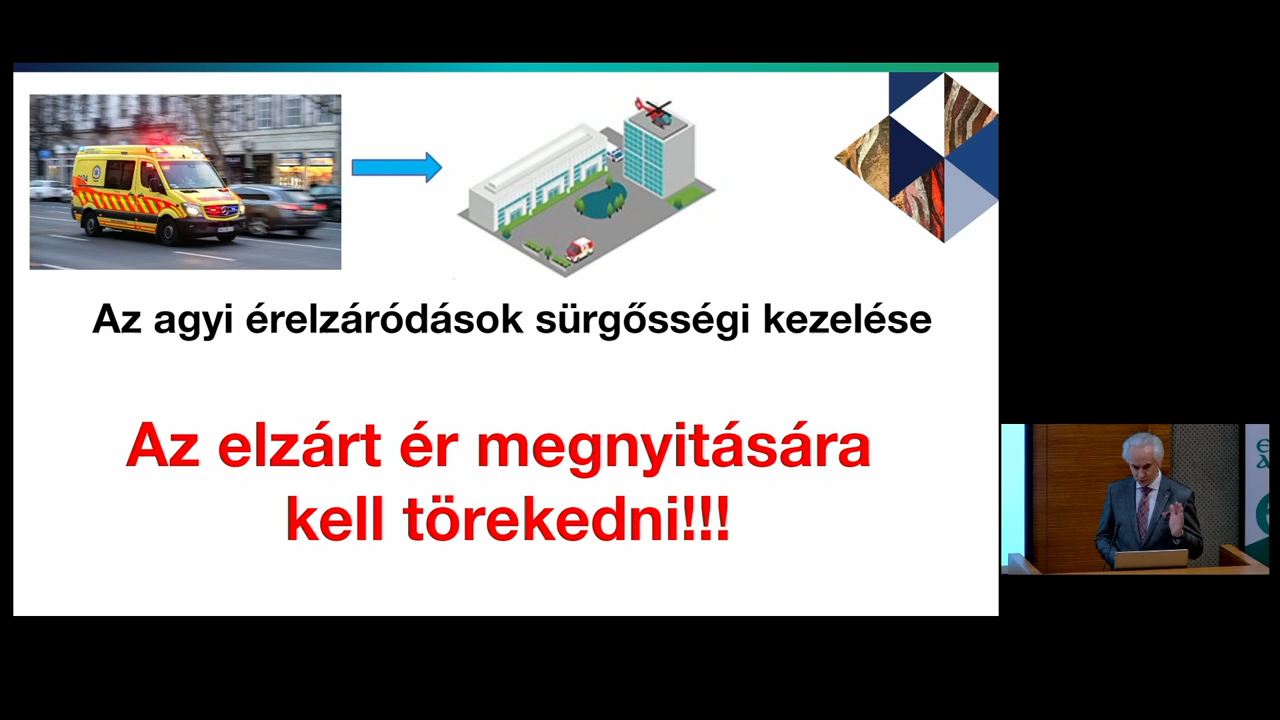 Az agyi érelzáródások sürgősségi kezelése
Az elzárt ér megnyitására
kell törekedni!!!